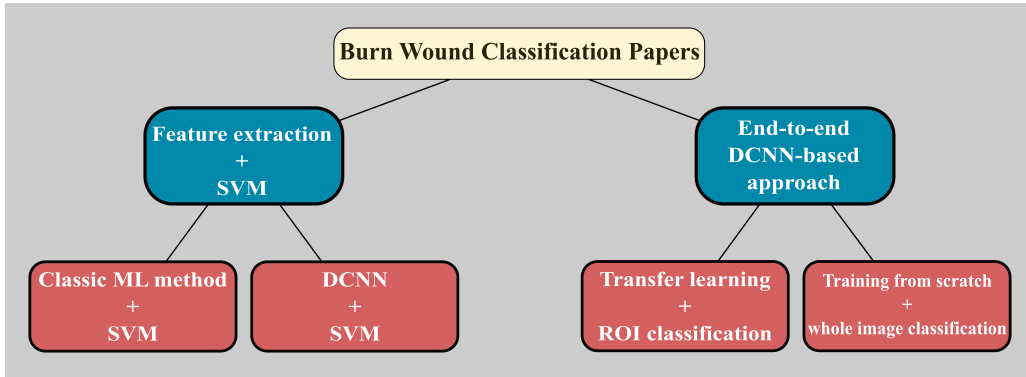 Burn Wound Classification Papers
Feature extraction
+
SVM
End-to-end
DCNN-based
approach
Classic ML method
+
SVM
DCNN
+
SVM
Transfer learning
+
ROI classification
Training from scratch
+
whole image classification